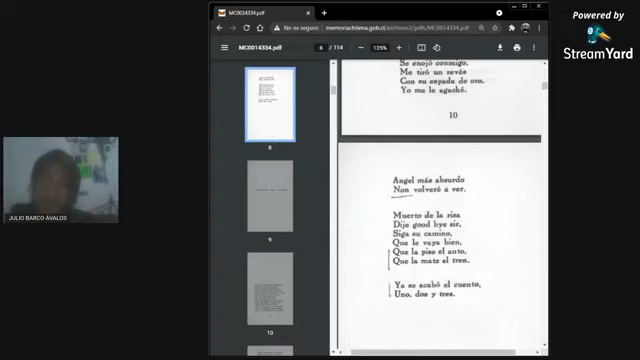 Powered by
StreamYard
MC0014334.pdf
No es seguro
memoriachilena.gob.cl/archivos2/pdfs/MC0014334.pdf
MC0014334.pdf
8 / 114
125%
8
9
10
Se enojó conmigo,
Me tiró un revés
Con su espada de oro,
Yo me le agaché.
10
Angel más absurdo
Non volveré a ver.
Muerto de la risa
Dije good bye sir,
Siga su camino,
Que le vaya bien,
Que la pise el auto,
Que la mate el tren.
Ya se acabó el cuento,
Uno, dos y tres.
JULIO BARCO ÁVALOS